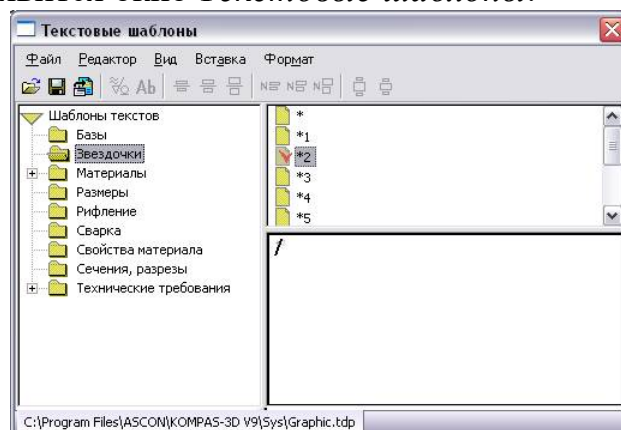 Текстовые шаблоны
Файл Редактор Вид Вставка Формат
Шаблоны текстов
Базы
Звездочки
Материалы
Размеры
Рифление
Сварка
Свойства материала
Сечения, разрезы
Технические требования
*
*1
*2
*3
*4
*5
C:\Program Files\ASCON\KOMPAS-3D V9\Sys\Graphic.tdp